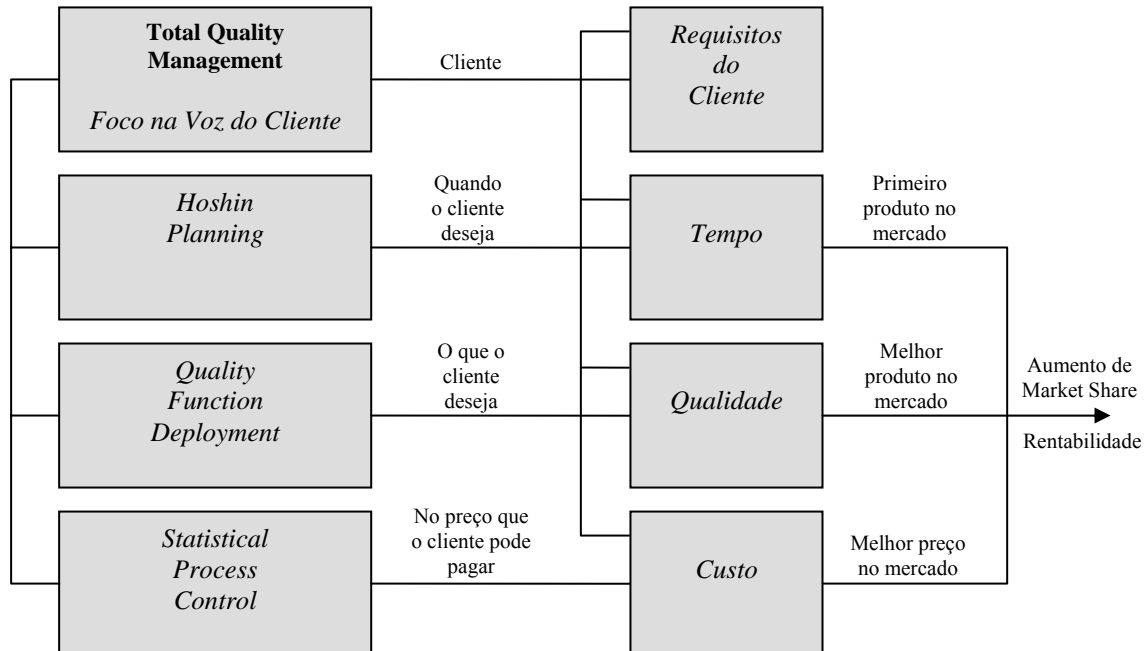 Total Quality
Management
Foco na Voz do Cliente
Cliente
Requisitos
do
Cliente
Hoshin
Planning
Quando
o cliente
deseja
Tempo
Primeiro
produto no
mercado
Quality
Function
Deployment
O que o
cliente
deseja
Qualidade
Melhor
produto no
mercado
Aumento de
Market Share
Rentabilidade
Statistical
Process
Control
No preço que
o cliente pode
pagar
Custo
Melhor preço
no mercado